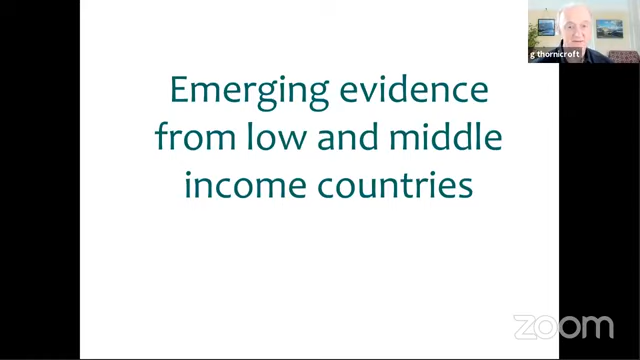 g thornicroft
Emerging evidence
from low and middle
income countries
zoom